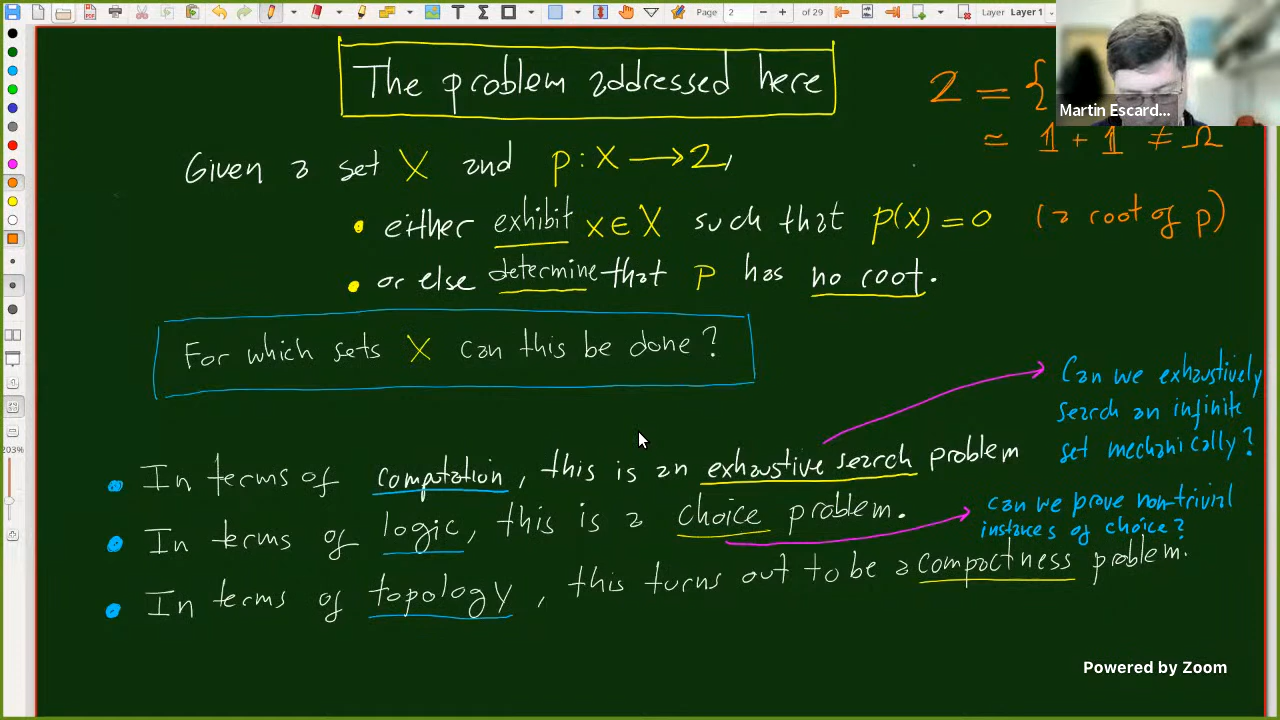 Page 2 of 29 Layer Layer 1
The problem addressed here
2 = {
≃ 1 + 1 ≠ Ω
Martin Escard...
Given a set X and p : X → 2,
• either exhibit x ∈ X such that p(x) = 0 (a root of p)
• or else determine that p has no root.
For which sets X can this be done?
Can we exhaustively
search an infinite
set mechanically?
• In terms of computation, this is an exhaustive search problem
• In terms of logic, this is a choice problem.
can we prove non-trivial
instances of choice?
• In terms of topology, this turns out to be a compactness problem.
203%
Powered by Zoom